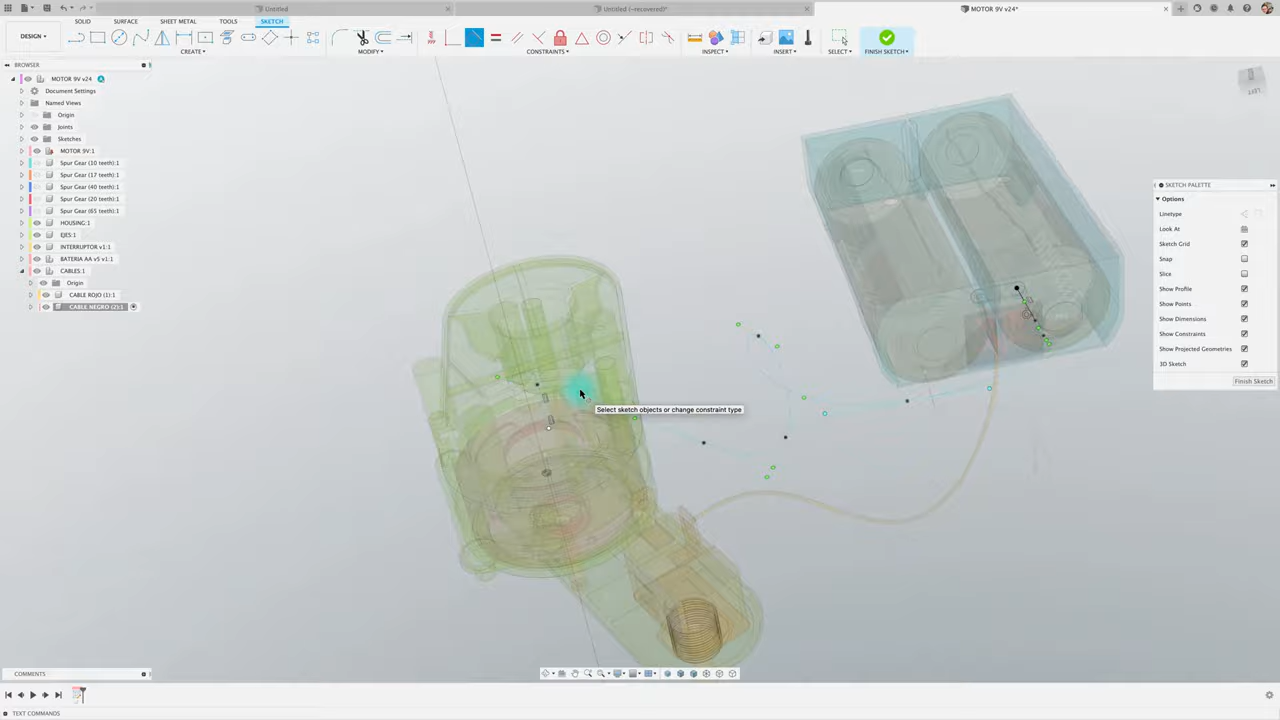 Untitled
Untitled (~recovered)*
MOTOR 9V v24*
DESIGN
SOLID
SURFACE
SHEET METAL
TOOLS
SKETCH
CREATE
MODIFY
CONSTRAINTS
INSPECT
INSERT
SELECT
FINISH SKETCH
BROWSER
MOTOR 9V v24
Document Settings
Named Views
Origin
Joints
Sketches
MOTOR 9V:1
Spur Gear (10 teeth):1
Spur Gear (17 teeth):1
Spur Gear (40 teeth):1
Spur Gear (20 teeth):1
Spur Gear (65 teeth):1
HOUSING:1
EJES:1
INTERRUPTOR v1:1
BATERIA AA v5 v1:1
CABLES:1
Origin
CABLE ROJO (1):1
CABLE NEGRO (2):1
LEFT
SKETCH PALETTE
Options
Linetype
Look At
Sketch Grid
Snap
Slice
Show Profile
Show Points
Show Dimensions
Show Constraints
Show Projected Geometries
3D Sketch
Finish Sketch
Select sketch objects or change constraint type
COMMENTS
TEXT COMMANDS